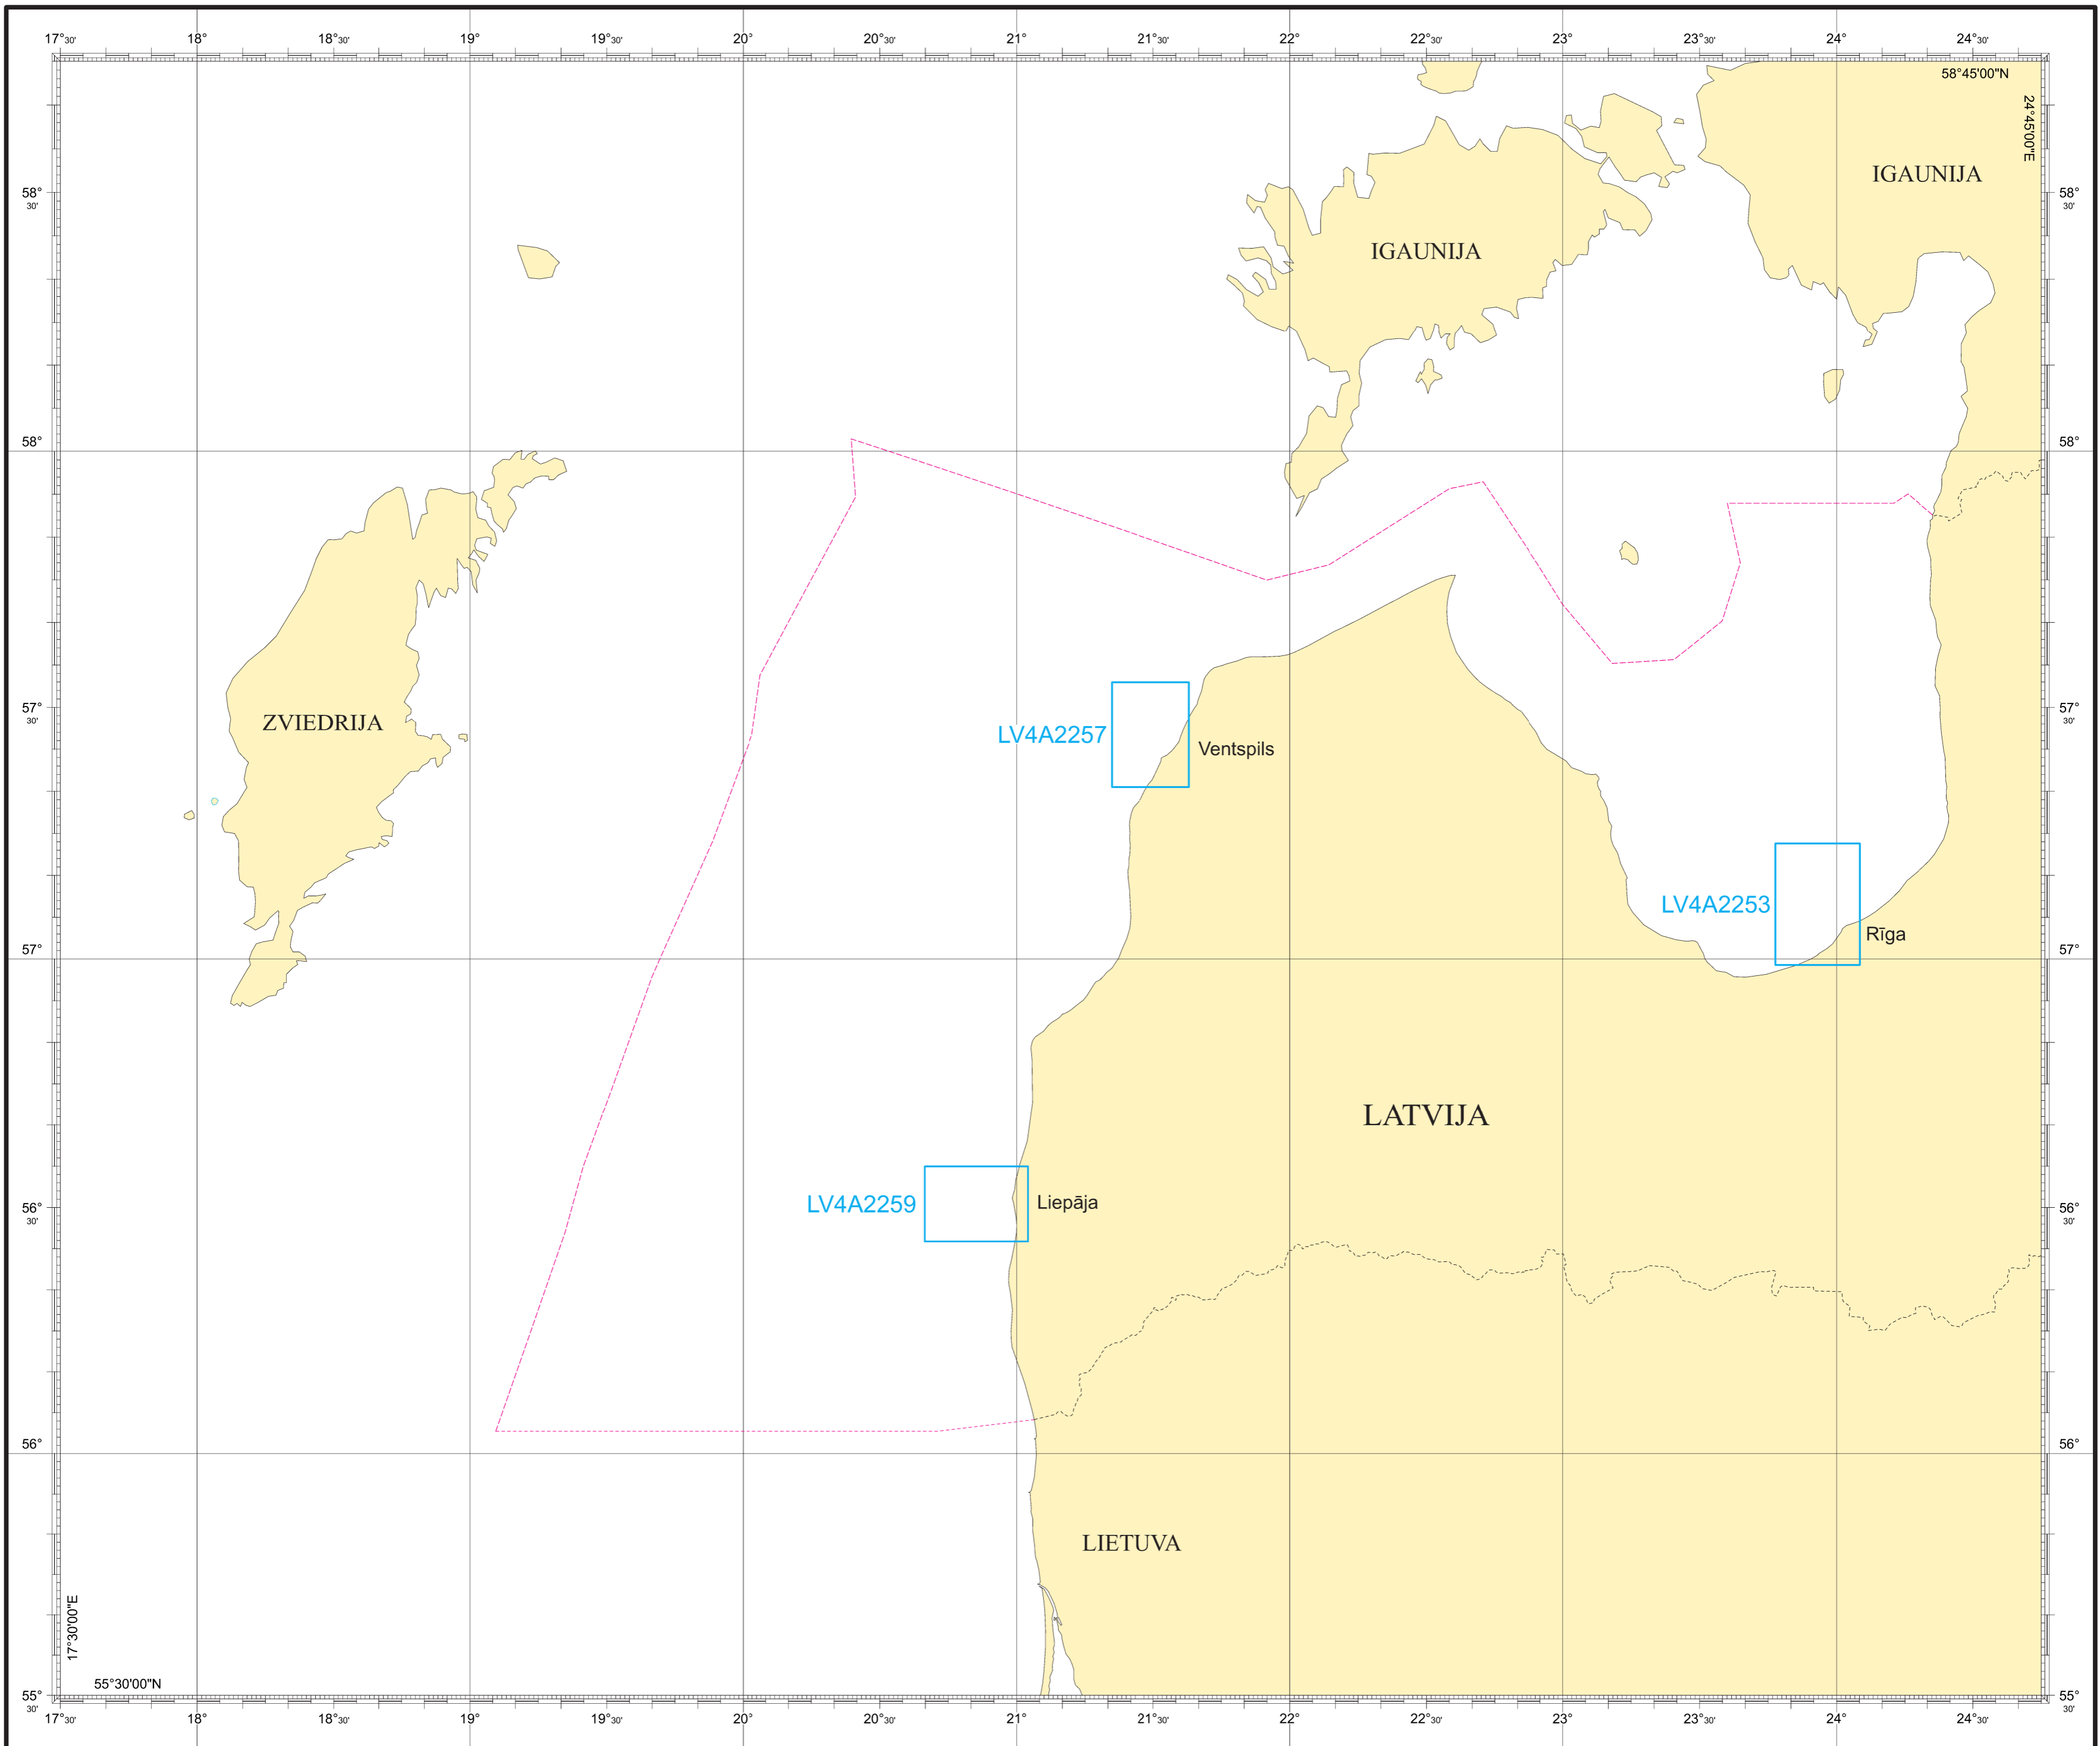 17°30' 18° 18°30' 19° 19°30' 20° 20°30' 21° 21°30' 22° 22°30' 23° 23°30' 24° 24°30'
58°45'00"N
24°45'00"E
IGAUNIJA
58°
30'
58°
30'
IGAUNIJA
58°
58°
57°
30'
57°
30'
ZVIEDRIJA
LV4A2257
Ventspils
LV4A2253
Rīga
57°
57°
LATVIJA
LV4A2259
Liepāja
56°
30'
56°
30'
56°
56°
LIETUVA
17°30'00"E
55°30'00"N
55°
30'
55°
30'
17°30' 18° 18°30' 19° 19°30' 20° 20°30' 21° 21°30' 22° 22°30' 23° 23°30' 24° 24°30'